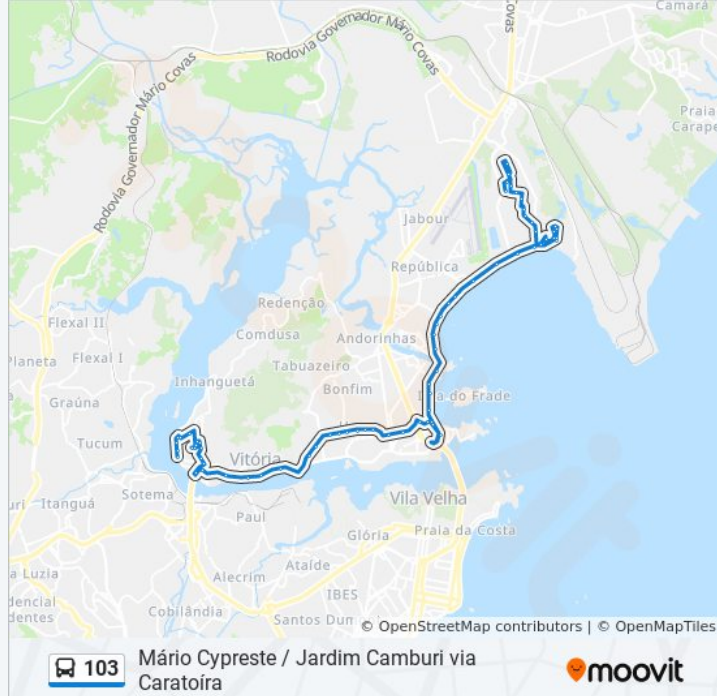 Camará
Rodovia Governador Mário Covas
Covas
Praia
Carape
Rodovia Governador Mário Covas
Jabour
República
Redenção
Flexal II
Comdusa
Andorinhas
Planeta
Flexal I
Tabuazeiro
Inhanguetá
Bonfim
do Frade
Graúna
Tucum
Vitória
Sotema
Itanguá
Paul
Vila Velha
Glória
Praia da Costa
a Luzia
Alecrim
Ataíde
IBES
dencial
dentes
Cobilândia
Santos Dum
© OpenStreetMap contributors | © OpenMapTiles
103
Mário Cypreste / Jardim Camburi via
Caratoíra
moovit